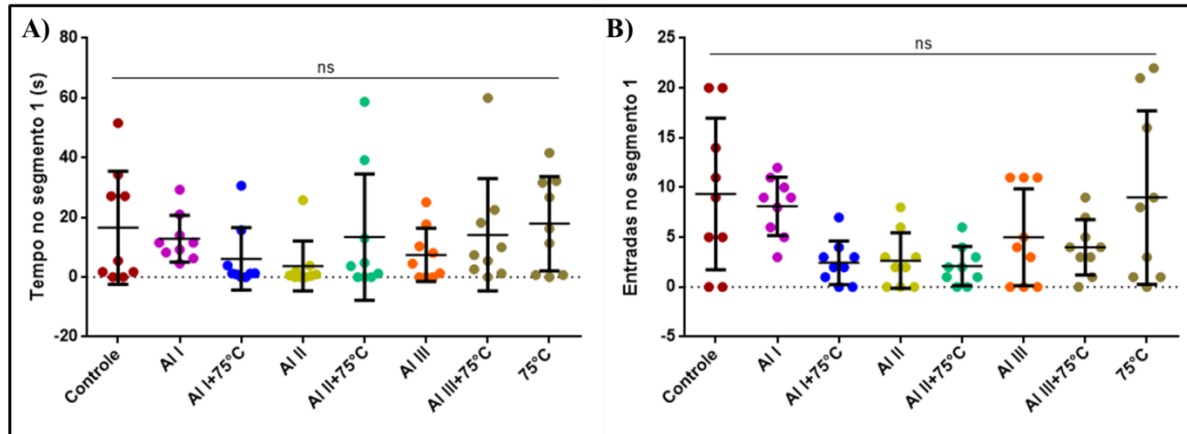 A)
Tempo no segmento 1 (s)
80
60
40
20
0
-20
ns
Controle
Al I
Al I+75°C
Al II
Al II+75°C
Al III
Al III+75°C
75°C
B)
Entradas no segmento 1
25
20
15
10
5
0
-5
ns
Controle
Al I
Al I+75°C
Al II
Al II+75°C
Al III
Al III+75°C
75°C